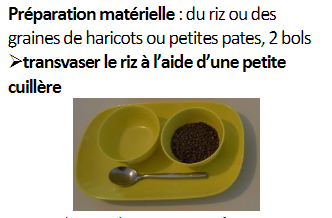 Préparation matérielle : du riz ou des
graines de haricots ou petites pates, 2 bols
➢transvaser le riz à l’aide d’une petite
cuillère